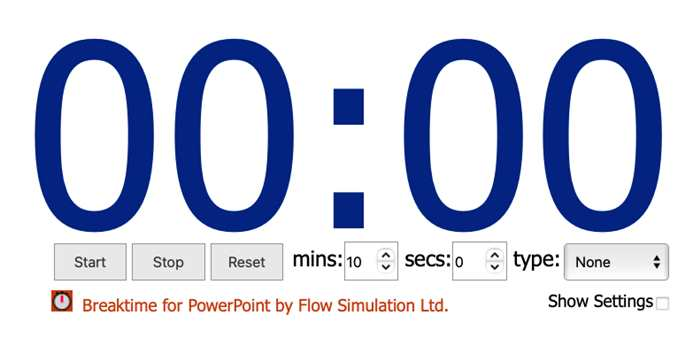 00:00
Start Stop Reset mins: 10 secs: 0 type: None
Breaktime for PowerPoint by Flow Simulation Ltd. Show Settings